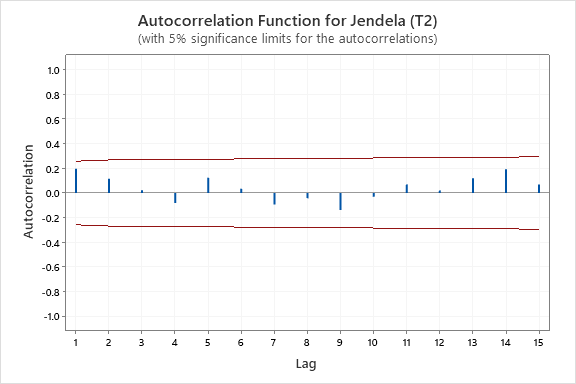 Autocorrelation Function for Jendela (T2)
(with 5% significance limits for the autocorrelations)
1.0
0.8
0.6
0.4
0.2
0.0
-0.2
-0.4
-0.6
-0.8
-1.0
Autocorrelation
1 2 3 4 5 6 7 8 9 10 11 12 13 14 15
Lag